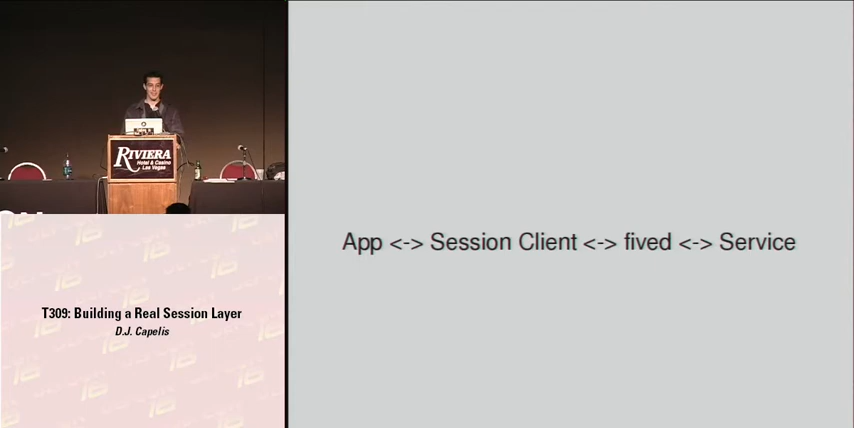 RIVIERA
Hotel & Casino
Las Vegas
T309: Building a Real Session Layer
D.J. Capelis
App <-> Session Client <-> fived <-> Service